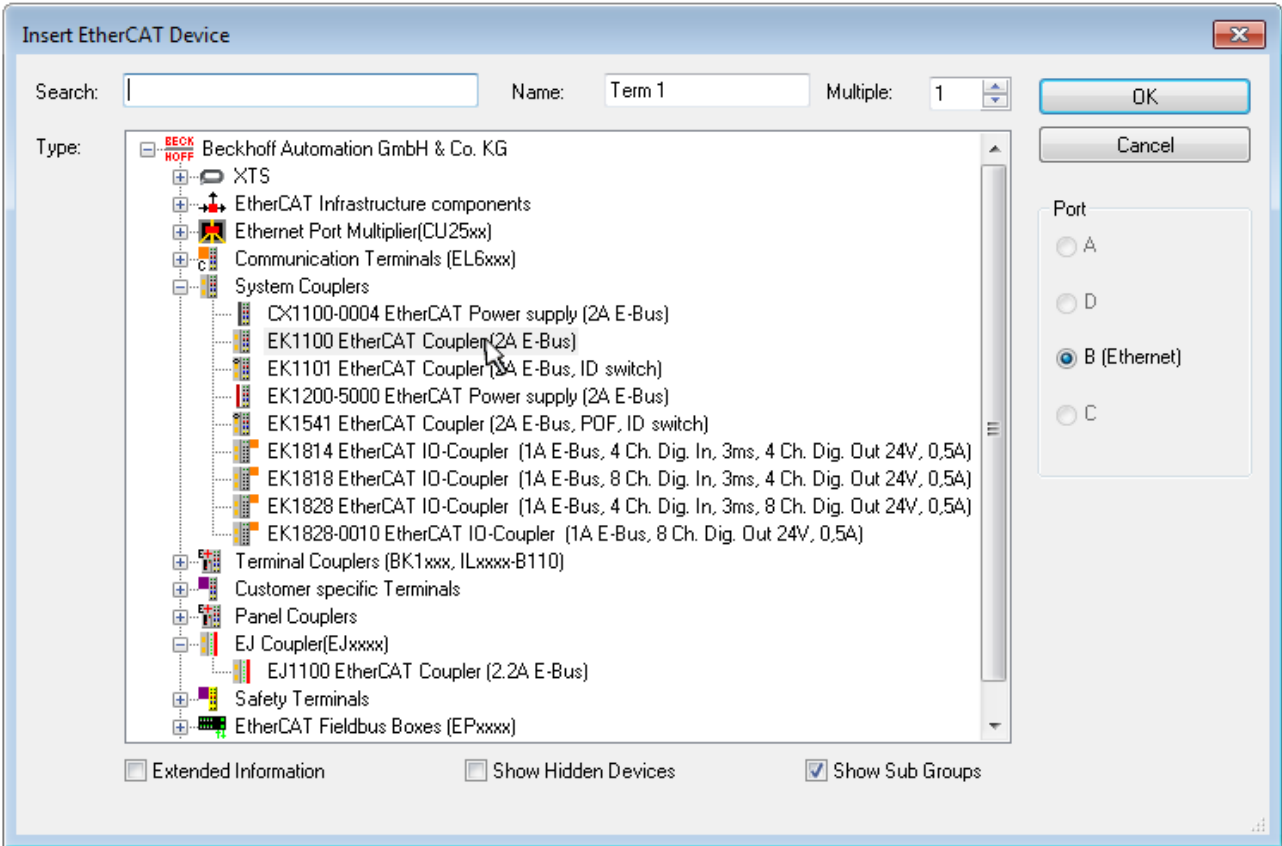 Insert EtherCAT Device
Search: Name: Term 1 Multiple: 1 OK
Type: BECKHOFF Beckhoff Automation GmbH & Co. KG Cancel
XTS
EtherCAT Infrastructure components Port
Ethernet Port Multiplier(CU25xx) A
Communication Terminals (EL6xxx)
System Couplers
CX1100-0004 EtherCAT Power supply (2A E-Bus) D
EK1100 EtherCAT Coupler (2A E-Bus)
B (Ethernet)
EK1101 EtherCAT Coupler (2A E-Bus, ID switch)
EK1200-5000 EtherCAT Power supply (2A E-Bus)
EK1541 EtherCAT Coupler (2A E-Bus, POF, ID switch) C
EK1814 EtherCAT IO-Coupler (1A E-Bus, 4 Ch. Dig. In, 3ms, 4 Ch. Dig. Out 24V, 0,5A)
EK1818 EtherCAT IO-Coupler (1A E-Bus, 8 Ch. Dig. In, 3ms, 4 Ch. Dig. Out 24V, 0,5A)
EK1828 EtherCAT IO-Coupler (1A E-Bus, 4 Ch. Dig. In, 3ms, 8 Ch. Dig. Out 24V, 0,5A)
EK1828-0010 EtherCAT IO-Coupler (1A E-Bus, 8 Ch. Dig. Out 24V, 0,5A)
Terminal Couplers (BK1xxx, ILxxxx-B110)
Customer specific Terminals
Panel Couplers
EJ Coupler(EJxxxx)
EJ1100 EtherCAT Coupler (2.2A E-Bus)
Safety Terminals
EtherCAT Fieldbus Boxes (EPxxxx)
Extended Information Show Hidden Devices Show Sub Groups